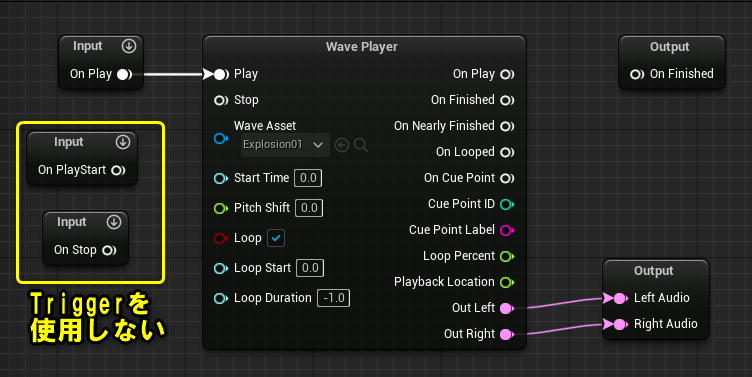 Input
On Play
Input
On PlayStart
Input
On Stop
Triggerを
使用しない
Wave Player
Play
Stop
Wave Asset
Explosion01
Start Time 0.0
Pitch Shift 0.0
Loop
Loop Start 0.0
Loop Duration -1.0
On Play
On Finished
On Nearly Finished
On Looped
On Cue Point
Cue Point ID
Cue Point Label
Loop Percent
Playback Location
Out Left
Out Right
Output
On Finished
Output
Left Audio
Right Audio